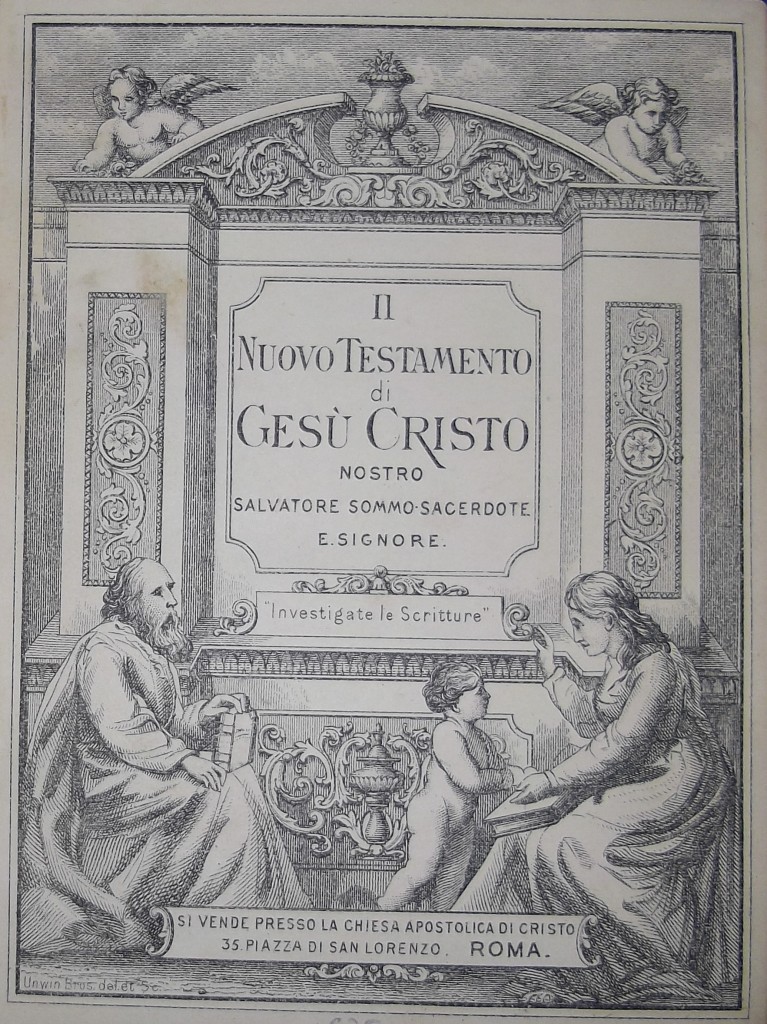 Il
NUOVO TESTAMENTO
di
GESÙ CRISTO
NOSTRO
SALVATORE SOMMO-SACERDOTE
E. SIGNORE.
"Investigate le Scritture"
SI VENDE PRESSO LA CHIESA APOSTOLICA DI CRISTO
35. PIAZZA DI SAN LORENZO. ROMA.
Unwin Bros. del. et Sc.